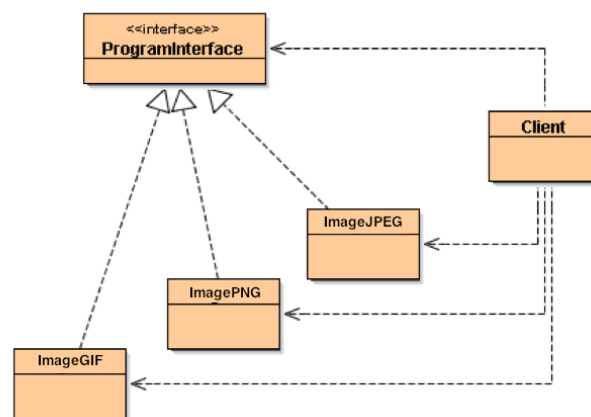 <<interface>>
ProgramInterface
Client
ImageJPEG
ImagePNG
ImageGIF